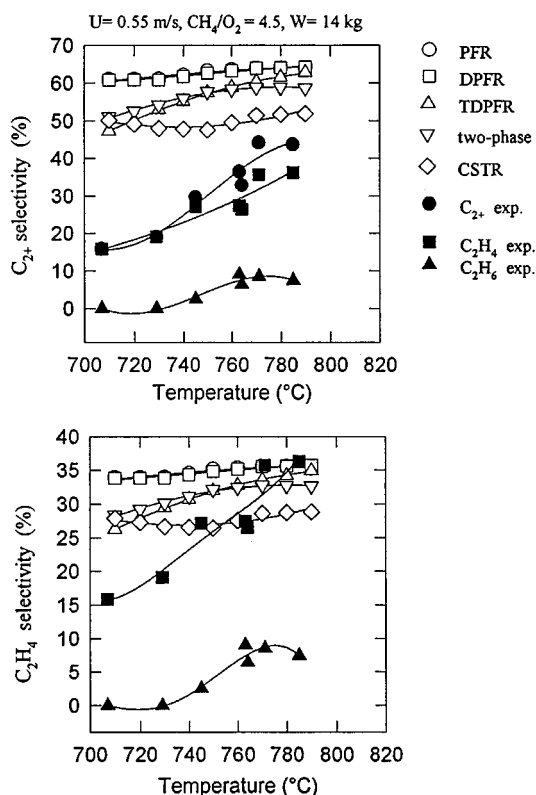 U= 0.55 m/s, CH₄/O₂ = 4.5, W= 14 kg
C₂₊ selectivity (%)
70
60
50
40
30
20
10
0
700 720 740 760 780 800 820
Temperature (°C)
PFR
DPFR
TDPFR
two-phase
CSTR
C₂₊ exp.
C₂H₄ exp.
C₂H₆ exp.
C₂H₄ selectivity (%)
40
35
30
25
20
15
10
5
0
700 720 740 760 780 800 820
Temperature (°C)